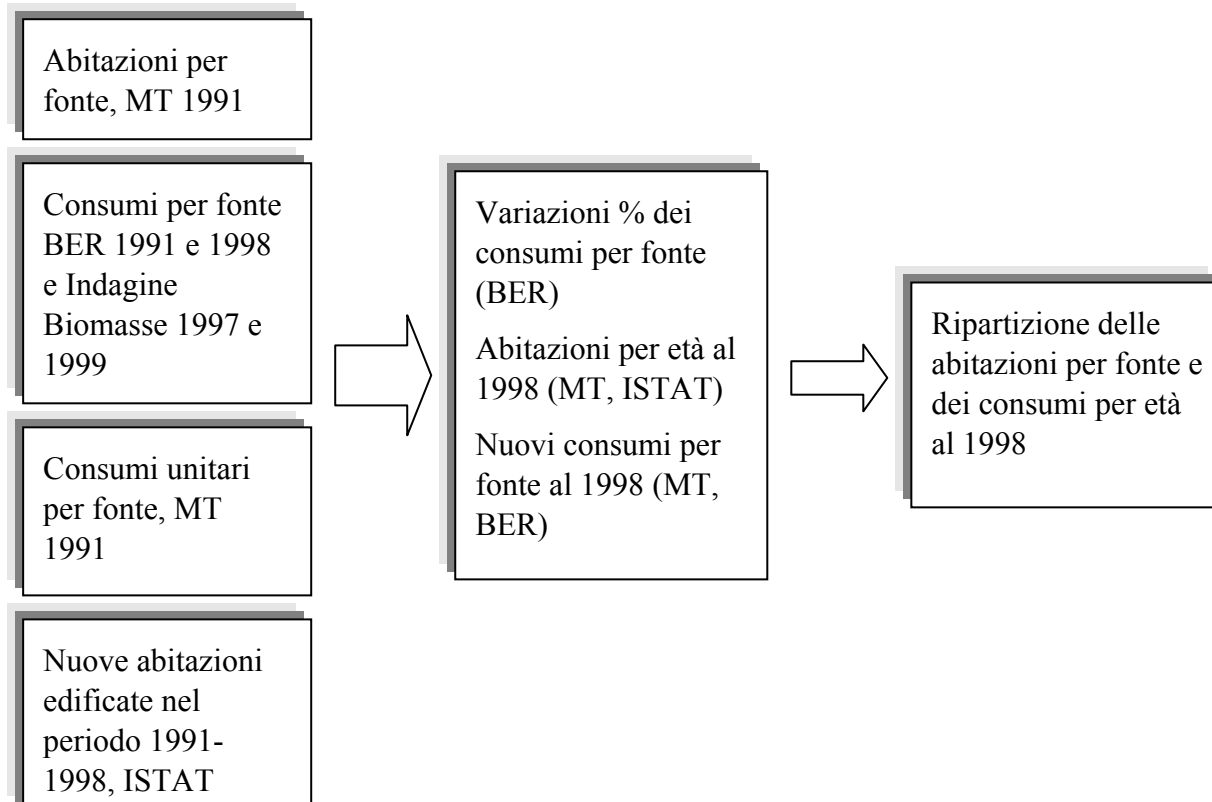 Abitazioni per
fonte, MT 1991
Consumi per fonte
BER 1991 e 1998
e Indagine
Biomasse 1997 e
1999
Consumi unitari
per fonte, MT
1991
Nuove abitazioni
edificate nel
periodo 1991-
1998, ISTAT
Variazioni % dei
consumi per fonte
(BER)
Abitazioni per età al
1998 (MT, ISTAT)
Nuovi consumi per
fonte al 1998 (MT,
BER)
Ripartizione delle
abitazioni per fonte e
dei consumi per età
al 1998